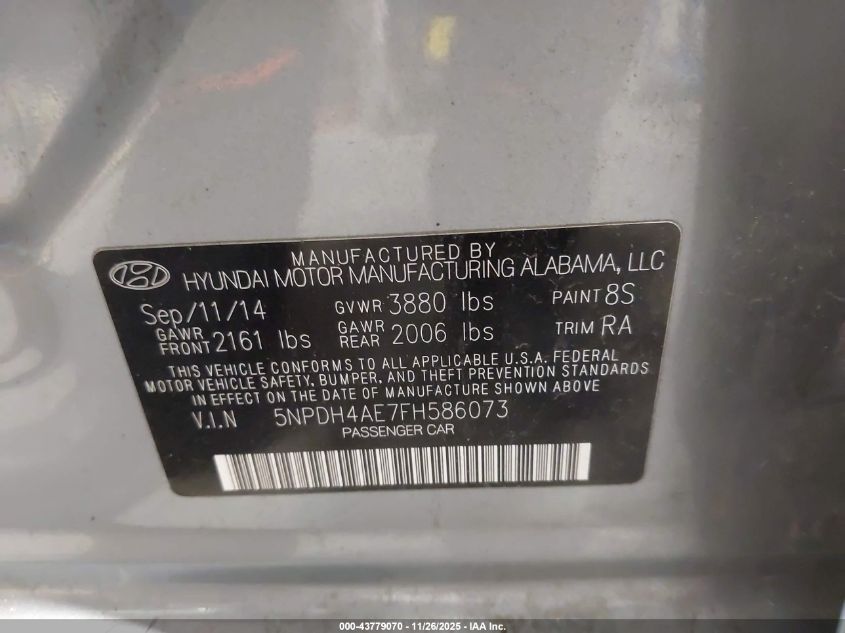 MANUFACTURED BY
HYUNDAI MOTOR MANUFACTURING ALABAMA, LLC
Sep/11/14 GVWR 3880 lbs PAINT 8S
GAWR FRONT 2161 lbs GAWR REAR 2006 lbs TRIM RA
THIS VEHICLE CONFORMS TO ALL APPLICABLE U.S.A. FEDERAL
MOTOR VEHICLE SAFETY, BUMPER, AND THEFT PREVENTION STANDARDS
IN EFFECT ON THE DATE OF MANUFACTURE SHOWN ABOVE
V.I.N 5NPDH4AE7FH586073
PASSENGER CAR
000-43779070 - 11/26/2025 - IAA Inc.